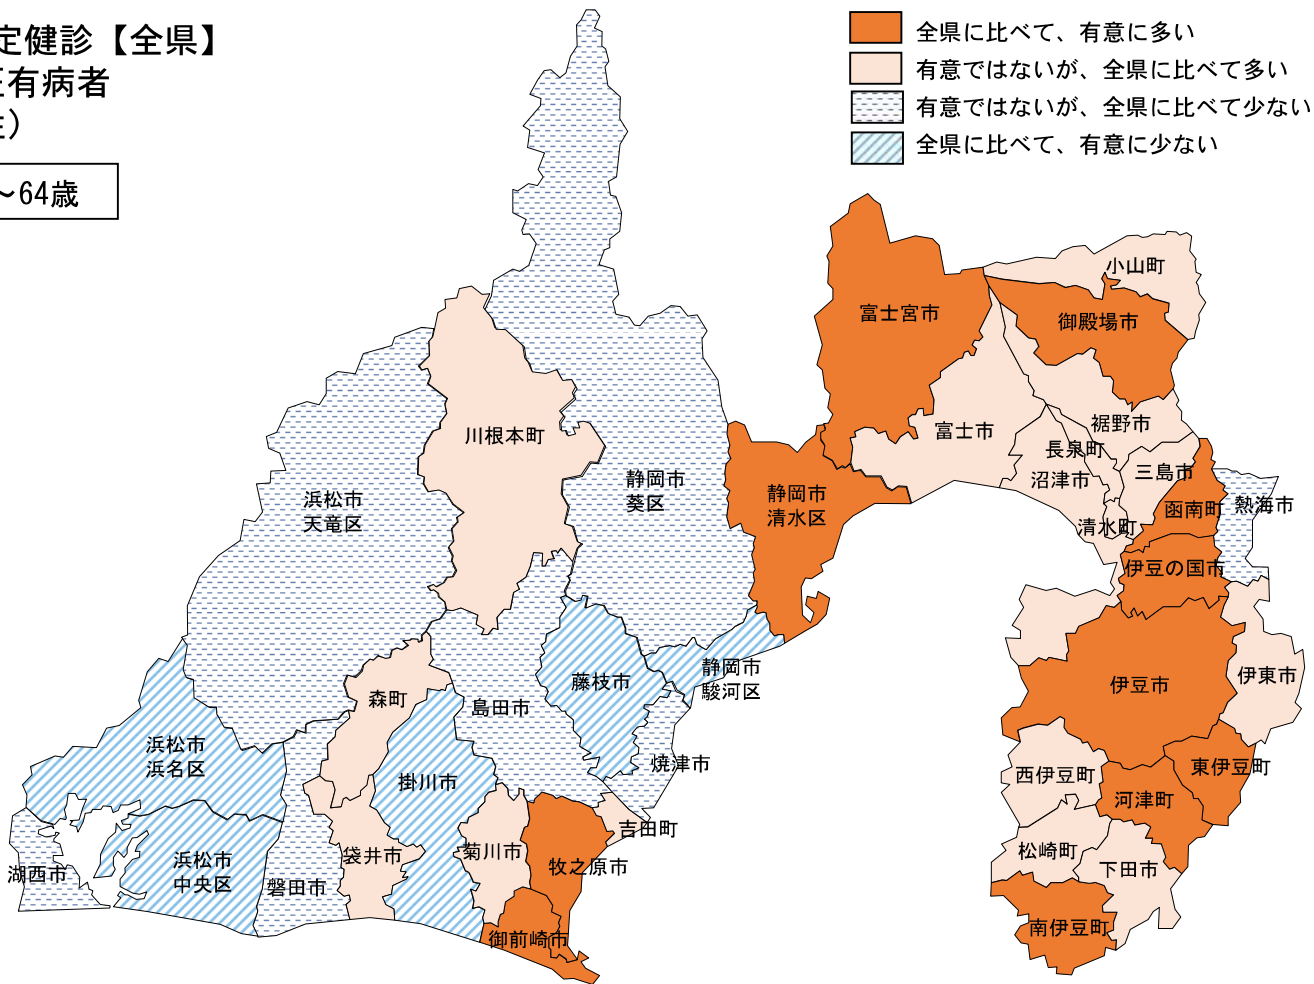 定健診【全県】
有病者
)
～64歳
全県に比べて、有意に多い
有意ではないが、全県に比べて多い
有意ではないが、全県に比べて少ない
全県に比べて、有意に少ない
小山町
富士宮市
御殿場市
裾野市
富士市
長泉町
川根本町
三島市
沼津市
静岡市
葵区
静岡市
清水区
浜松市
天竜区
函南町
熱海市
清水町
伊豆の国市
静岡市
駿河区
伊東市
藤枝市
伊豆市
森町
島田市
浜松市
浜名区
焼津市
東伊豆町
西伊豆町
掛川市
河津町
吉田町
菊川市
松崎町
袋井市
浜松市
中央区
牧之原市
下田市
湖西市
磐田市
南伊豆町
御前崎市